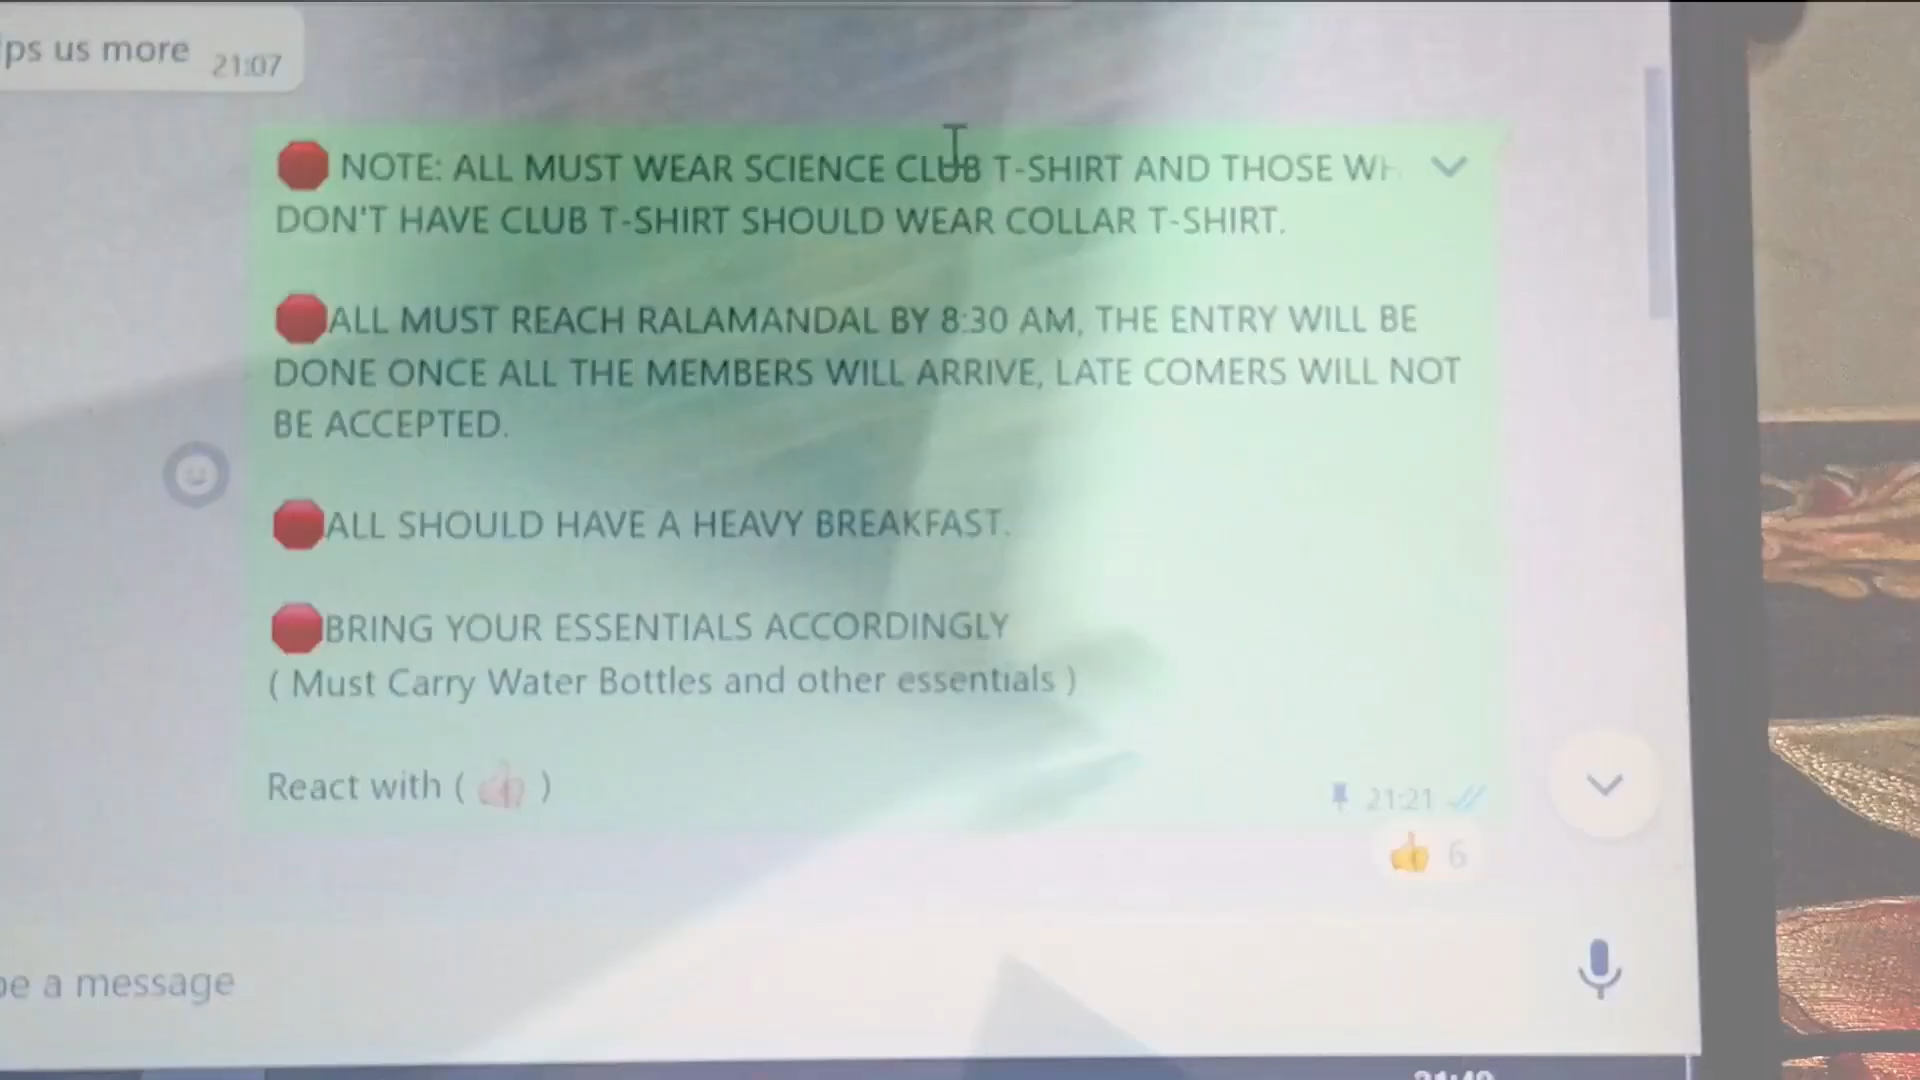 us more 21:07
NOTE: ALL MUST WEAR SCIENCE CLUB T-SHIRT AND THOSE
DON'T HAVE CLUB T-SHIRT SHOULD WEAR COLLAR T-SHIRT.
ALL MUST REACH RALAMANDAL BY 8:30 AM, THE ENTRY WILL BE
DONE ONCE ALL THE MEMBERS WILL ARRIVE, LATE COMERS WILL NOT
BE ACCEPTED.
ALL SHOULD HAVE A HEAVY BREAKFAST.
BRING YOUR ESSENTIALS ACCORDINGLY
( Must Carry Water Bottles and other essentials )
React with ( 👍 )
21:21
👍 6
a message